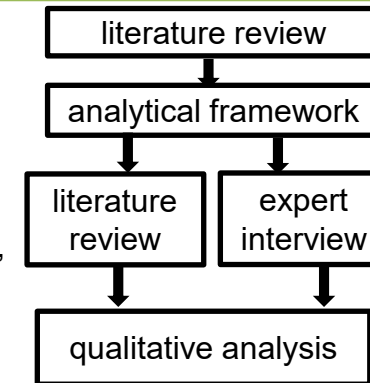 literature review
analytical framework
literature
review
expert
interview
,
qualitative analysis